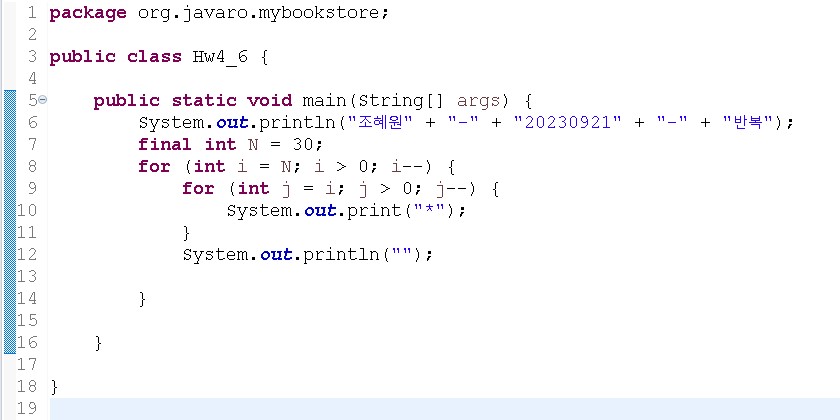 1 package org.javaro.mybookstore;
2
3 public class Hw4_6 {
4
5     public static void main(String[] args) {
6         System.out.println("조혜원" + "-" + "20230921" + "-" + "반복");
7         final int N = 30;
8         for (int i = N; i > 0; i--) {
9             for (int j = i; j > 0; j--) {
10                 System.out.print("*");
11             }
12             System.out.println("");
13
14         }
15
16     }
17
18 }
19